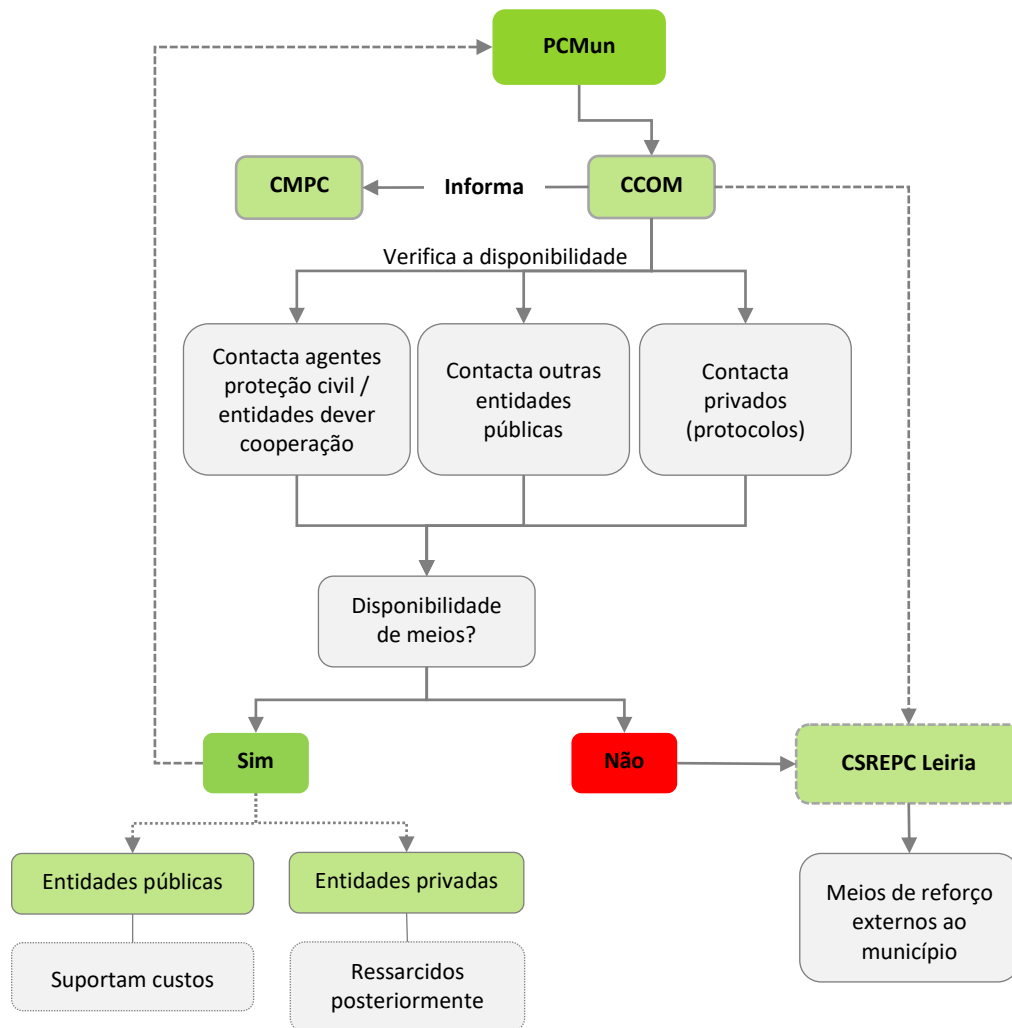 PCMun
CMPC
Informa
CCOM
Verifica a disponibilidade
Contacta agentes
proteção civil /
entidades dever
cooperação
Contacta outras
entidades
públicas
Contacta
privados
(protocolos)
Disponibilidade
de meios?
Sim
Não
CSREPC Leiria
Entidades públicas
Entidades privadas
Suportam custos
Ressarcidos
posteriormente
Meios de reforço
externos ao
município